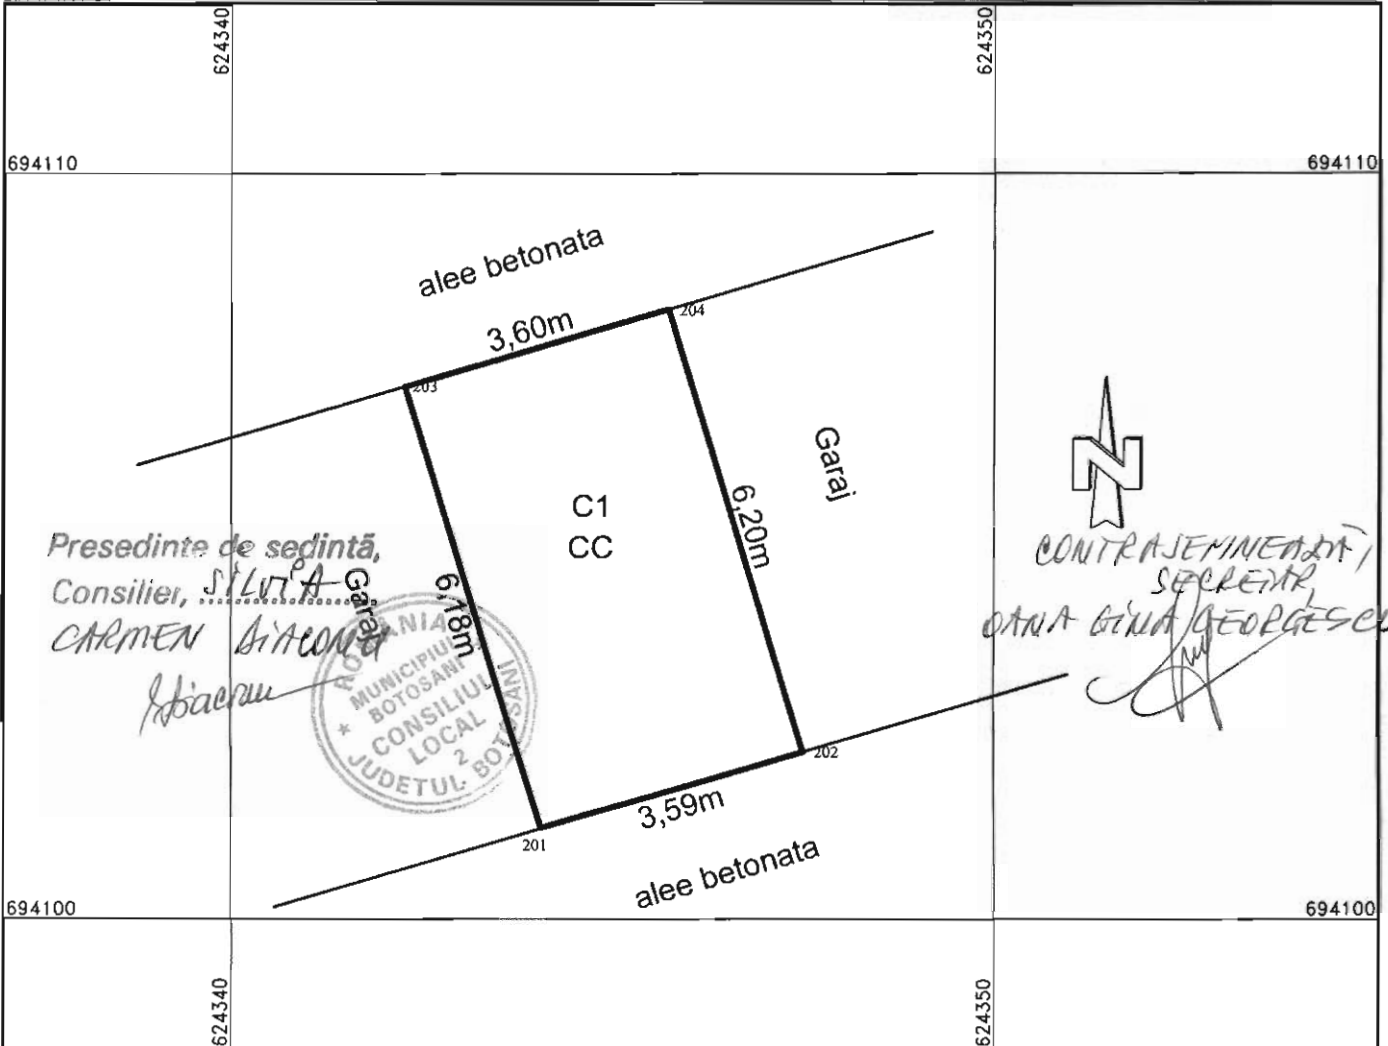 624340
624350
694110
694110
alee betonata
3,60m
204
203
Garaj
C1
CC
6,20m
Presedinte de sedintă,
Consilier, SILVIA
CARMEN
Garaj
6,18m
CONTRASEMNEAZĂ,
SECRETAR,
OANA GINA GEORGESCU
ROMANIA
MUNICIPIUL
BOTOSANI
CONSILIUL
LOCAL
2
* JUDETUL BOTOSANI
202
3,59m
201
alee betonata
694100
694100
624340
624350
N